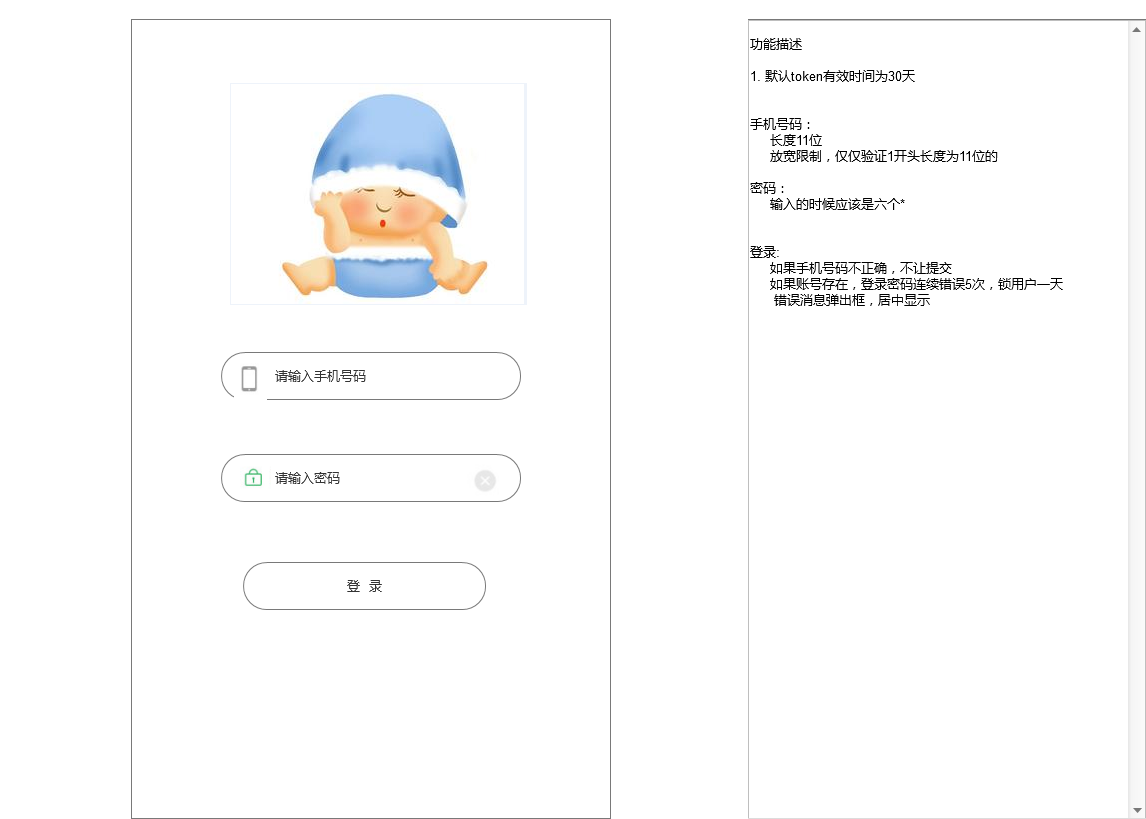 请输入手机号码
请输入密码
登 录
功能描述
1. 默认token有效时间为30天
手机号码：
长度11位
放宽限制，仅仅验证1开头长度为11位的
密码：
输入的时候应该是六个*
登录:
如果手机号码不正确，不让提交
如果账号存在，登录密码连续错误5次，锁用户一天
错误消息弹出框，居中显示